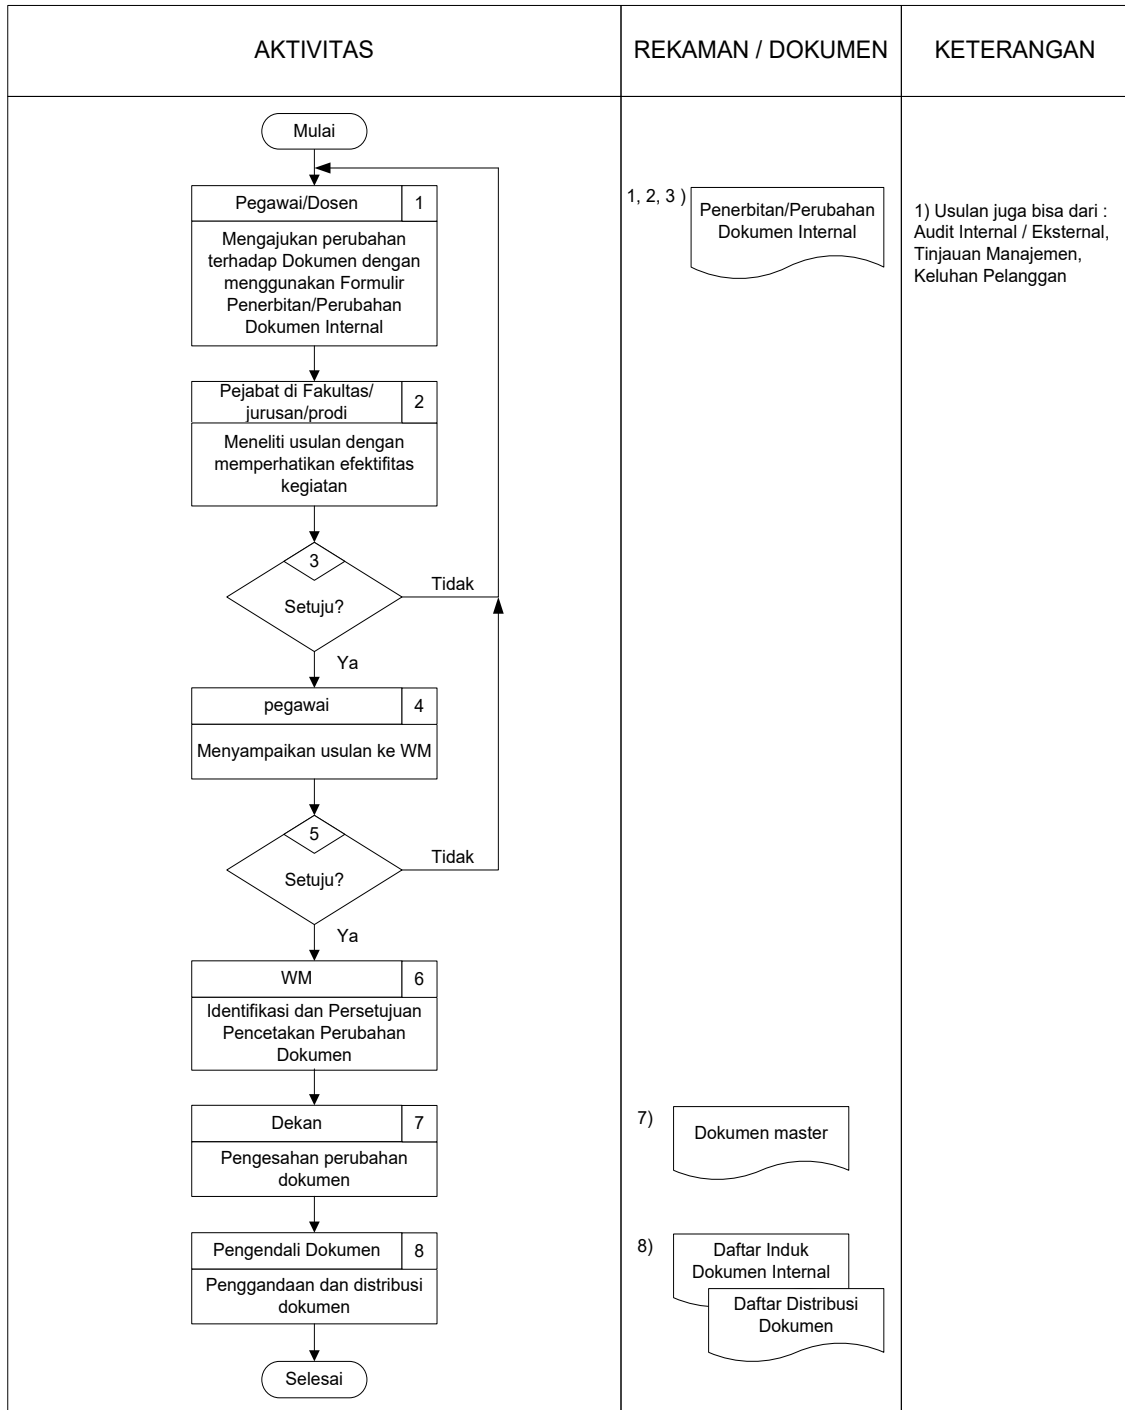 AKTIVITAS
REKAMAN / DOKUMEN
KETERANGAN
Mulai
Pegawai/Dosen
1
Mengajukan perubahan
terhadap Dokumen dengan
menggunakan Formulir
Penerbitan/Perubahan
Dokumen Internal
1, 2, 3 )
Penerbitan/Perubahan
Dokumen Internal
1) Usulan juga bisa dari :
Audit Internal / Eksternal,
Tinjauan Manajemen,
Keluhan Pelanggan
Pejabat di Fakultas/
jurusan/prodi
2
Meneliti usulan dengan
memperhatikan efektifitas
kegiatan
3
Setuju?
Tidak
Ya
pegawai
4
Menyampaikan usulan ke WM
5
Setuju?
Tidak
Ya
WM
6
Identifikasi dan Persetujuan
Pencetakan Perubahan
Dokumen
Dekan
7
Pengesahan perubahan
dokumen
7)
Dokumen master
Pengendali Dokumen
8
Penggandaan dan distribusi
dokumen
8)
Daftar Induk
Dokumen Internal
Daftar Distribusi
Dokumen
Selesai